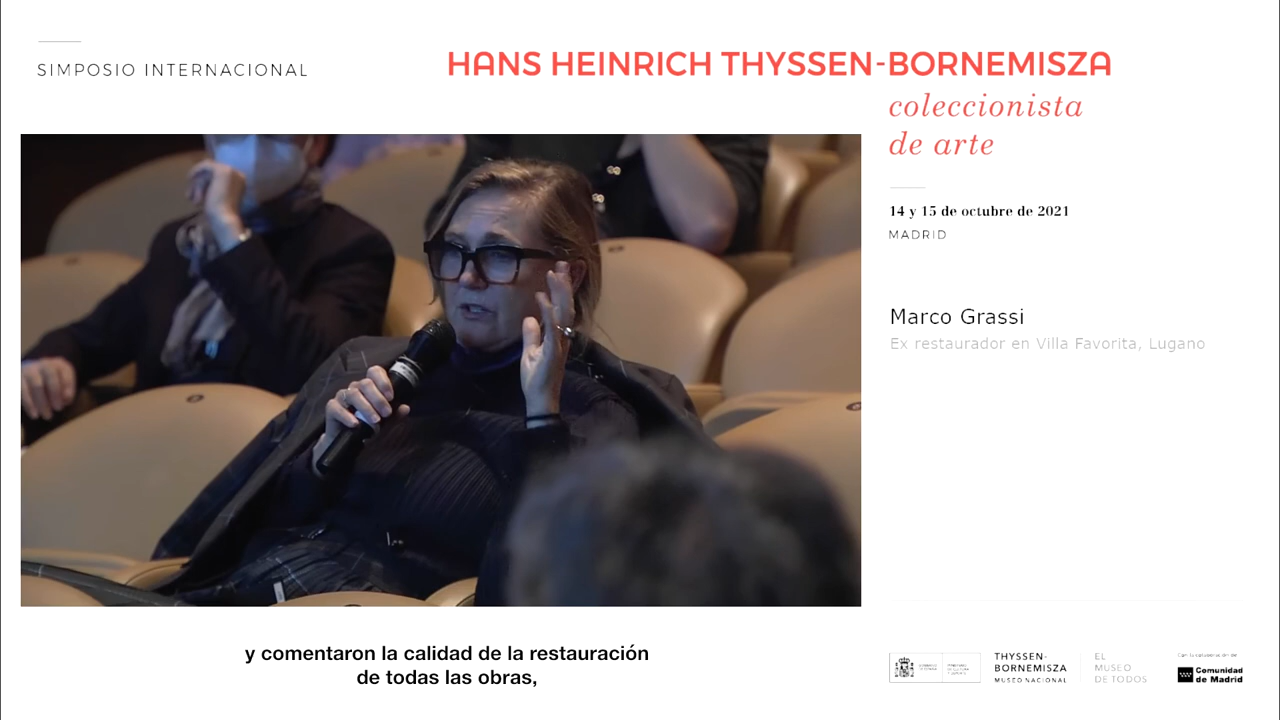 SIMPOSIO INTERNACIONAL
HANS HEINRICH THYSSEN-BORNEMISZA
coleccionista
de arte
14 y 15 de octubre de 2021
MADRID
Marco Grassi
Ex restaurador en Villa Favorita, Lugano
y comentaron la calidad de la restauración
de todas las obras,
THYSSEN-
BORNEMISZA
MUSEO NACIONAL
EL
MUSEO
DE TODOS
Comunidad
de Madrid